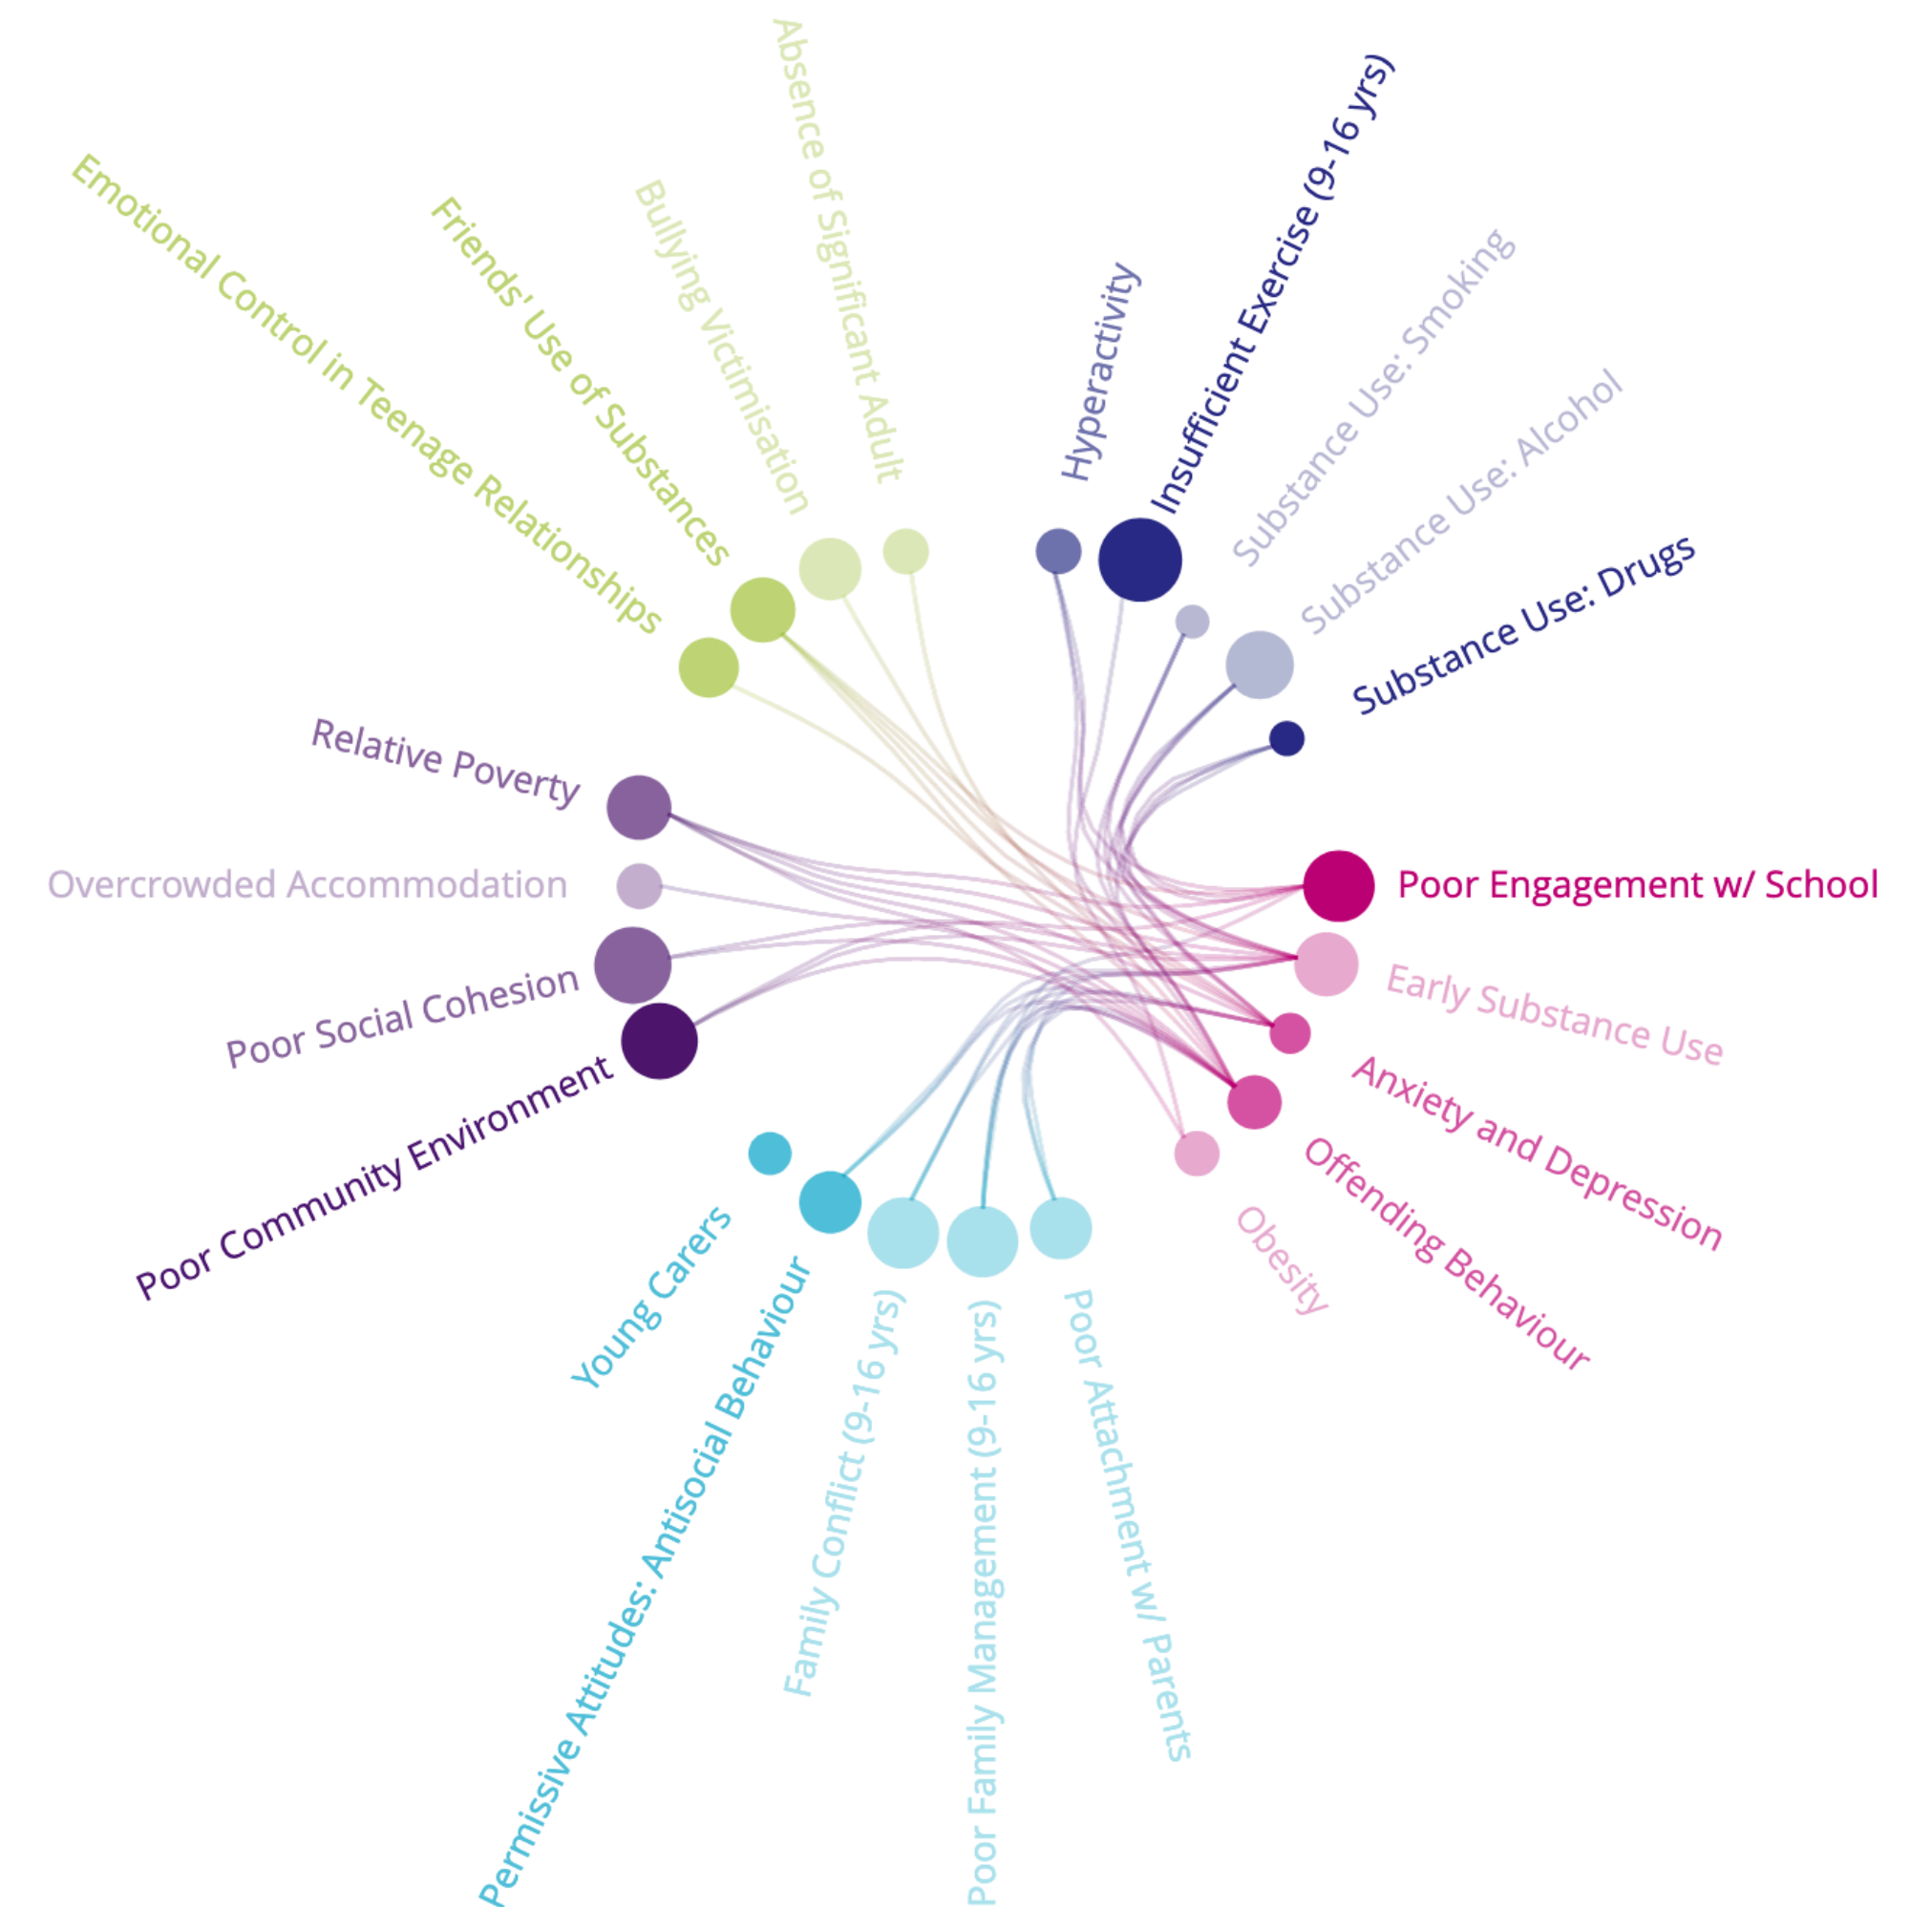 Absence of Significant Adult
Bullying Victimisation
Friends' Use of Substances
Emotional Control in Teenage Relationships
Hyperactivity
Insufficient Exercise (9-16 yrs)
Substance Use: Smoking
Substance Use: Alcohol
Substance Use: Drugs
Relative Poverty
Overcrowded Accommodation
Poor Social Cohesion
Poor Community Environment
Poor Engagement w/ School
Early Substance Use
Anxiety and Depression
Offending Behaviour
Obesity
Young Carers
Permissive Attitudes: Antisocial Behaviour
Family Conflict (9-16 yrs)
Poor Family Management (9-16 yrs)
Poor Attachment w/ Parents